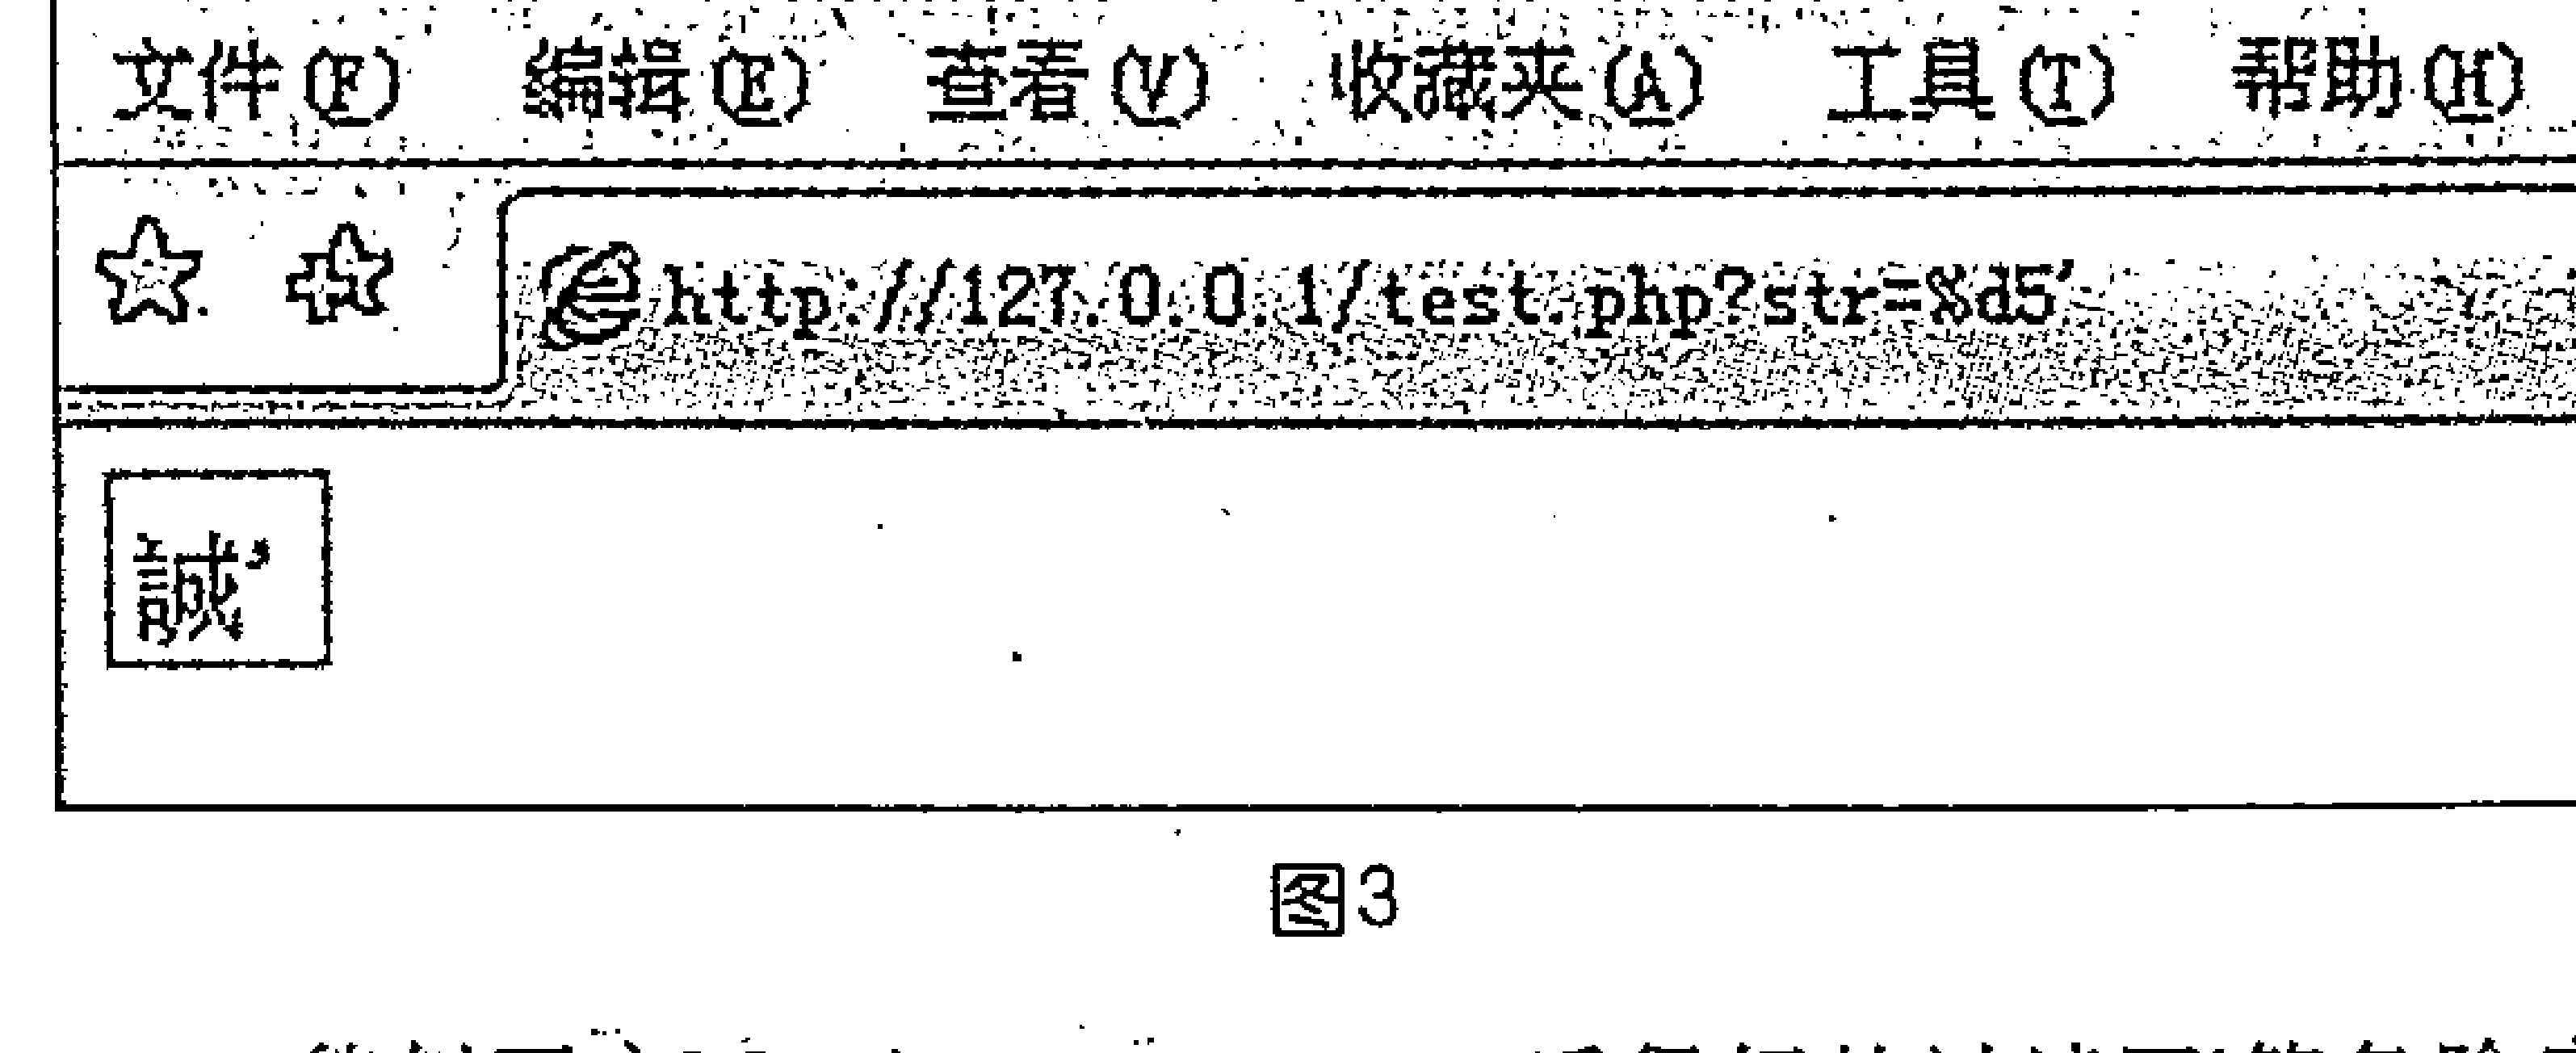 文件(F) 编辑(E) 查看(V) 收藏夹(A) 工具(T) 帮助(H)
http://127.0.0.1/test.php?str=%d5'
誠'
图3